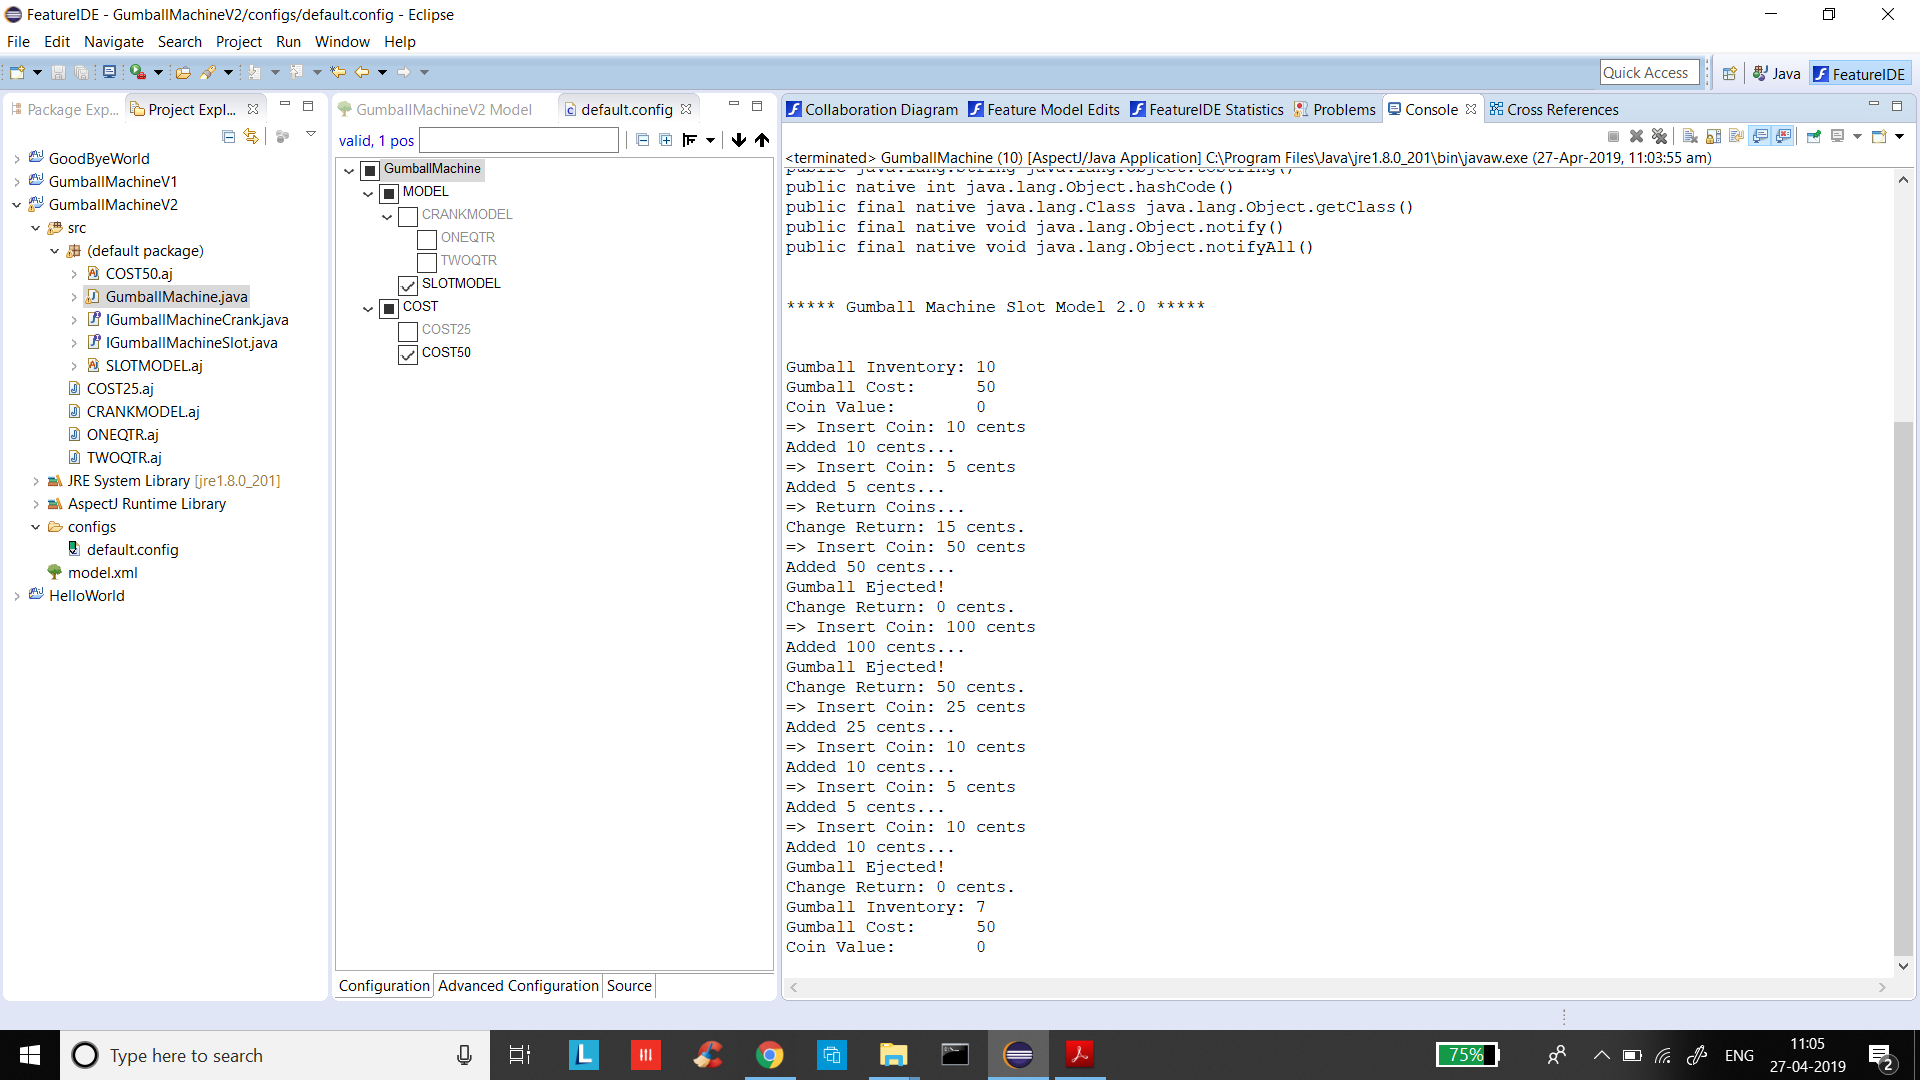 FeatureIDE - GumballMachineV2/configs/default.config - Eclipse
File Edit Navigate Search Project Run Window Help
Quick Access
Java
FeatureIDE
Package Exp...
Project Expl...
GoodByeWorld
GumballMachineV1
GumballMachineV2
src
(default package)
COST50.aj
GumballMachine.java
IGumballMachineCrank.java
IGumballMachineSlot.java
SLOTMODEL.aj
COST25.aj
CRANKMODEL.aj
ONEQTR.aj
TWOQTR.aj
JRE System Library [jre1.8.0_201]
AspectJ Runtime Library
configs
default.config
model.xml
HelloWorld
GumballMachineV2 Model
default.config
valid, 1 pos
GumballMachine
MODEL
CRANKMODEL
ONEQTR
TWOQTR
SLOTMODEL
COST
COST25
COST50
Configuration Advanced Configuration Source
Collaboration Diagram Feature Model Edits FeatureIDE Statistics Problems Console Cross References
<terminated> GumballMachine (10) [AspectJ/Java Application] C:\Program Files\Java\jre1.8.0_201\bin\javaw.exe (27-Apr-2019, 11:03:55 am)
public java.lang.String java.lang.Object.toString()
public native int java.lang.Object.hashCode()
public final native java.lang.Class java.lang.Object.getClass()
public final native void java.lang.Object.notify()
public final native void java.lang.Object.notifyAll()
***** Gumball Machine Slot Model 2.0 *****
Gumball Inventory: 10
Gumball Cost: 50
Coin Value: 0
=> Insert Coin: 10 cents
Added 10 cents...
=> Insert Coin: 5 cents
Added 5 cents...
=> Return Coins...
Change Return: 15 cents.
=> Insert Coin: 50 cents
Added 50 cents...
Gumball Ejected!
Change Return: 0 cents.
=> Insert Coin: 100 cents
Added 100 cents...
Gumball Ejected!
Change Return: 50 cents.
=> Insert Coin: 25 cents
Added 25 cents...
=> Insert Coin: 10 cents
Added 10 cents...
=> Insert Coin: 5 cents
Added 5 cents...
=> Insert Coin: 10 cents
Added 10 cents...
Gumball Ejected!
Change Return: 0 cents.
Gumball Inventory: 7
Gumball Cost: 50
Coin Value: 0
Type here to search
75%
ENG
11:05
27-04-2019
2